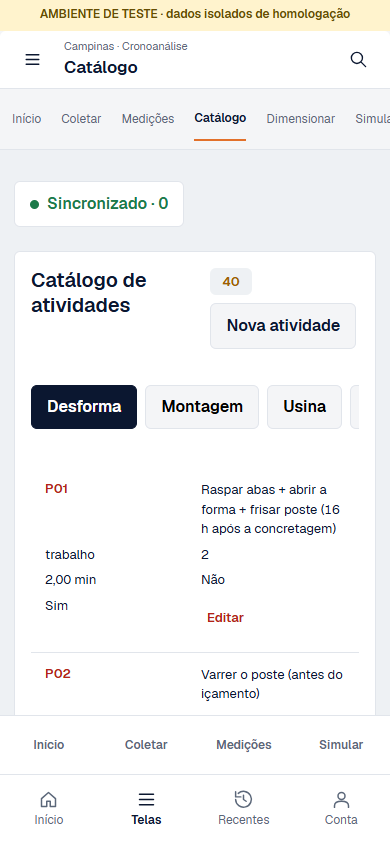 AMBIENTE DE TESTE · dados isolados de homologação
Campinas · Cronoanálise
Catálogo
Início Coletar Medições Catálogo Dimensionar Simula
Sincronizado · 0
Catálogo de
atividades
40
Nova atividade
Desforma Montagem Usina
P01
Raspar abas + abrir a
forma + frisar poste (16
h após a concretagem)
trabalho
2
2,00 min
Não
Sim
Editar
P02
Varrer o poste (antes do
içamento)
Início Coletar Medições Simular
Início Telas Recentes Conta